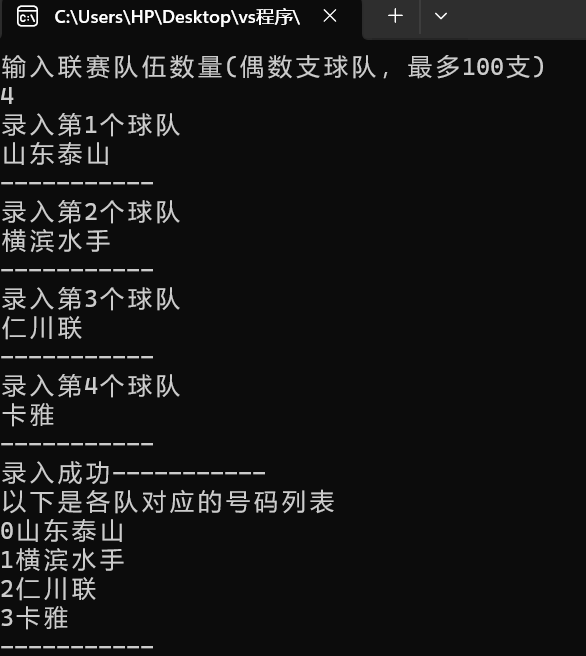 C:\Users\HP\Desktop\vs程序\
输入联赛队伍数量(偶数支球队, 最多100支)
4
录入第1个球队
山东泰山
-----------
录入第2个球队
横滨水手
-----------
录入第3个球队
仁川联
-----------
录入第4个球队
卡雅
-----------
录入成功-----------
以下是各队对应的号码列表
0山东泰山
1横滨水手
2仁川联
3卡雅
-----------